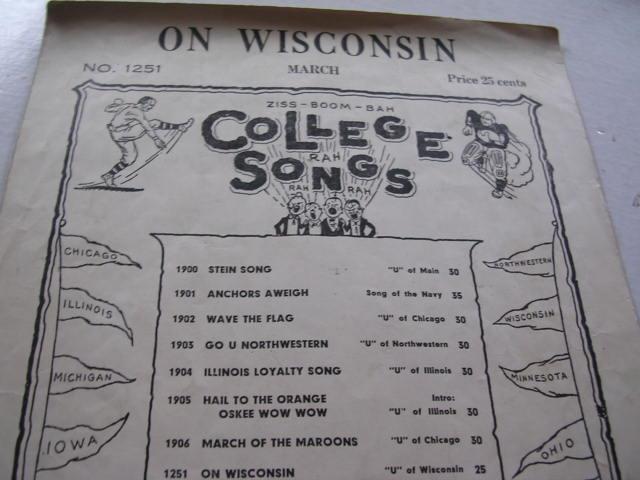 ON WISCONSIN
NO. 1251 MARCH Price 25 cents
ZISS-BOOM-BAH
COLLEGE
RAH
SONGS
RAH RAH
CHICAGO
ILLINOIS
MICHIGAN
IOWA
1900 STEIN SONG "U" of Main 30
1901 ANCHORS AWEIGH Song of the Navy 35
1902 WAVE THE FLAG "U" of Chicago 30
1903 GO U NORTHWESTERN "U" of Northwestern 30
1904 ILLINOIS LOYALTY SONG "U" of Illinois 30
1905 HAIL TO THE ORANGE Intro:
OSKEE WOW WOW "U" of Illinois 30
1906 MARCH OF THE MAROONS "U" of Chicago 30
1251 ON WISCONSIN "U" of Wisconsin 25
NORTHWESTERN
WISCONSIN
MINNESOTA
OHIO